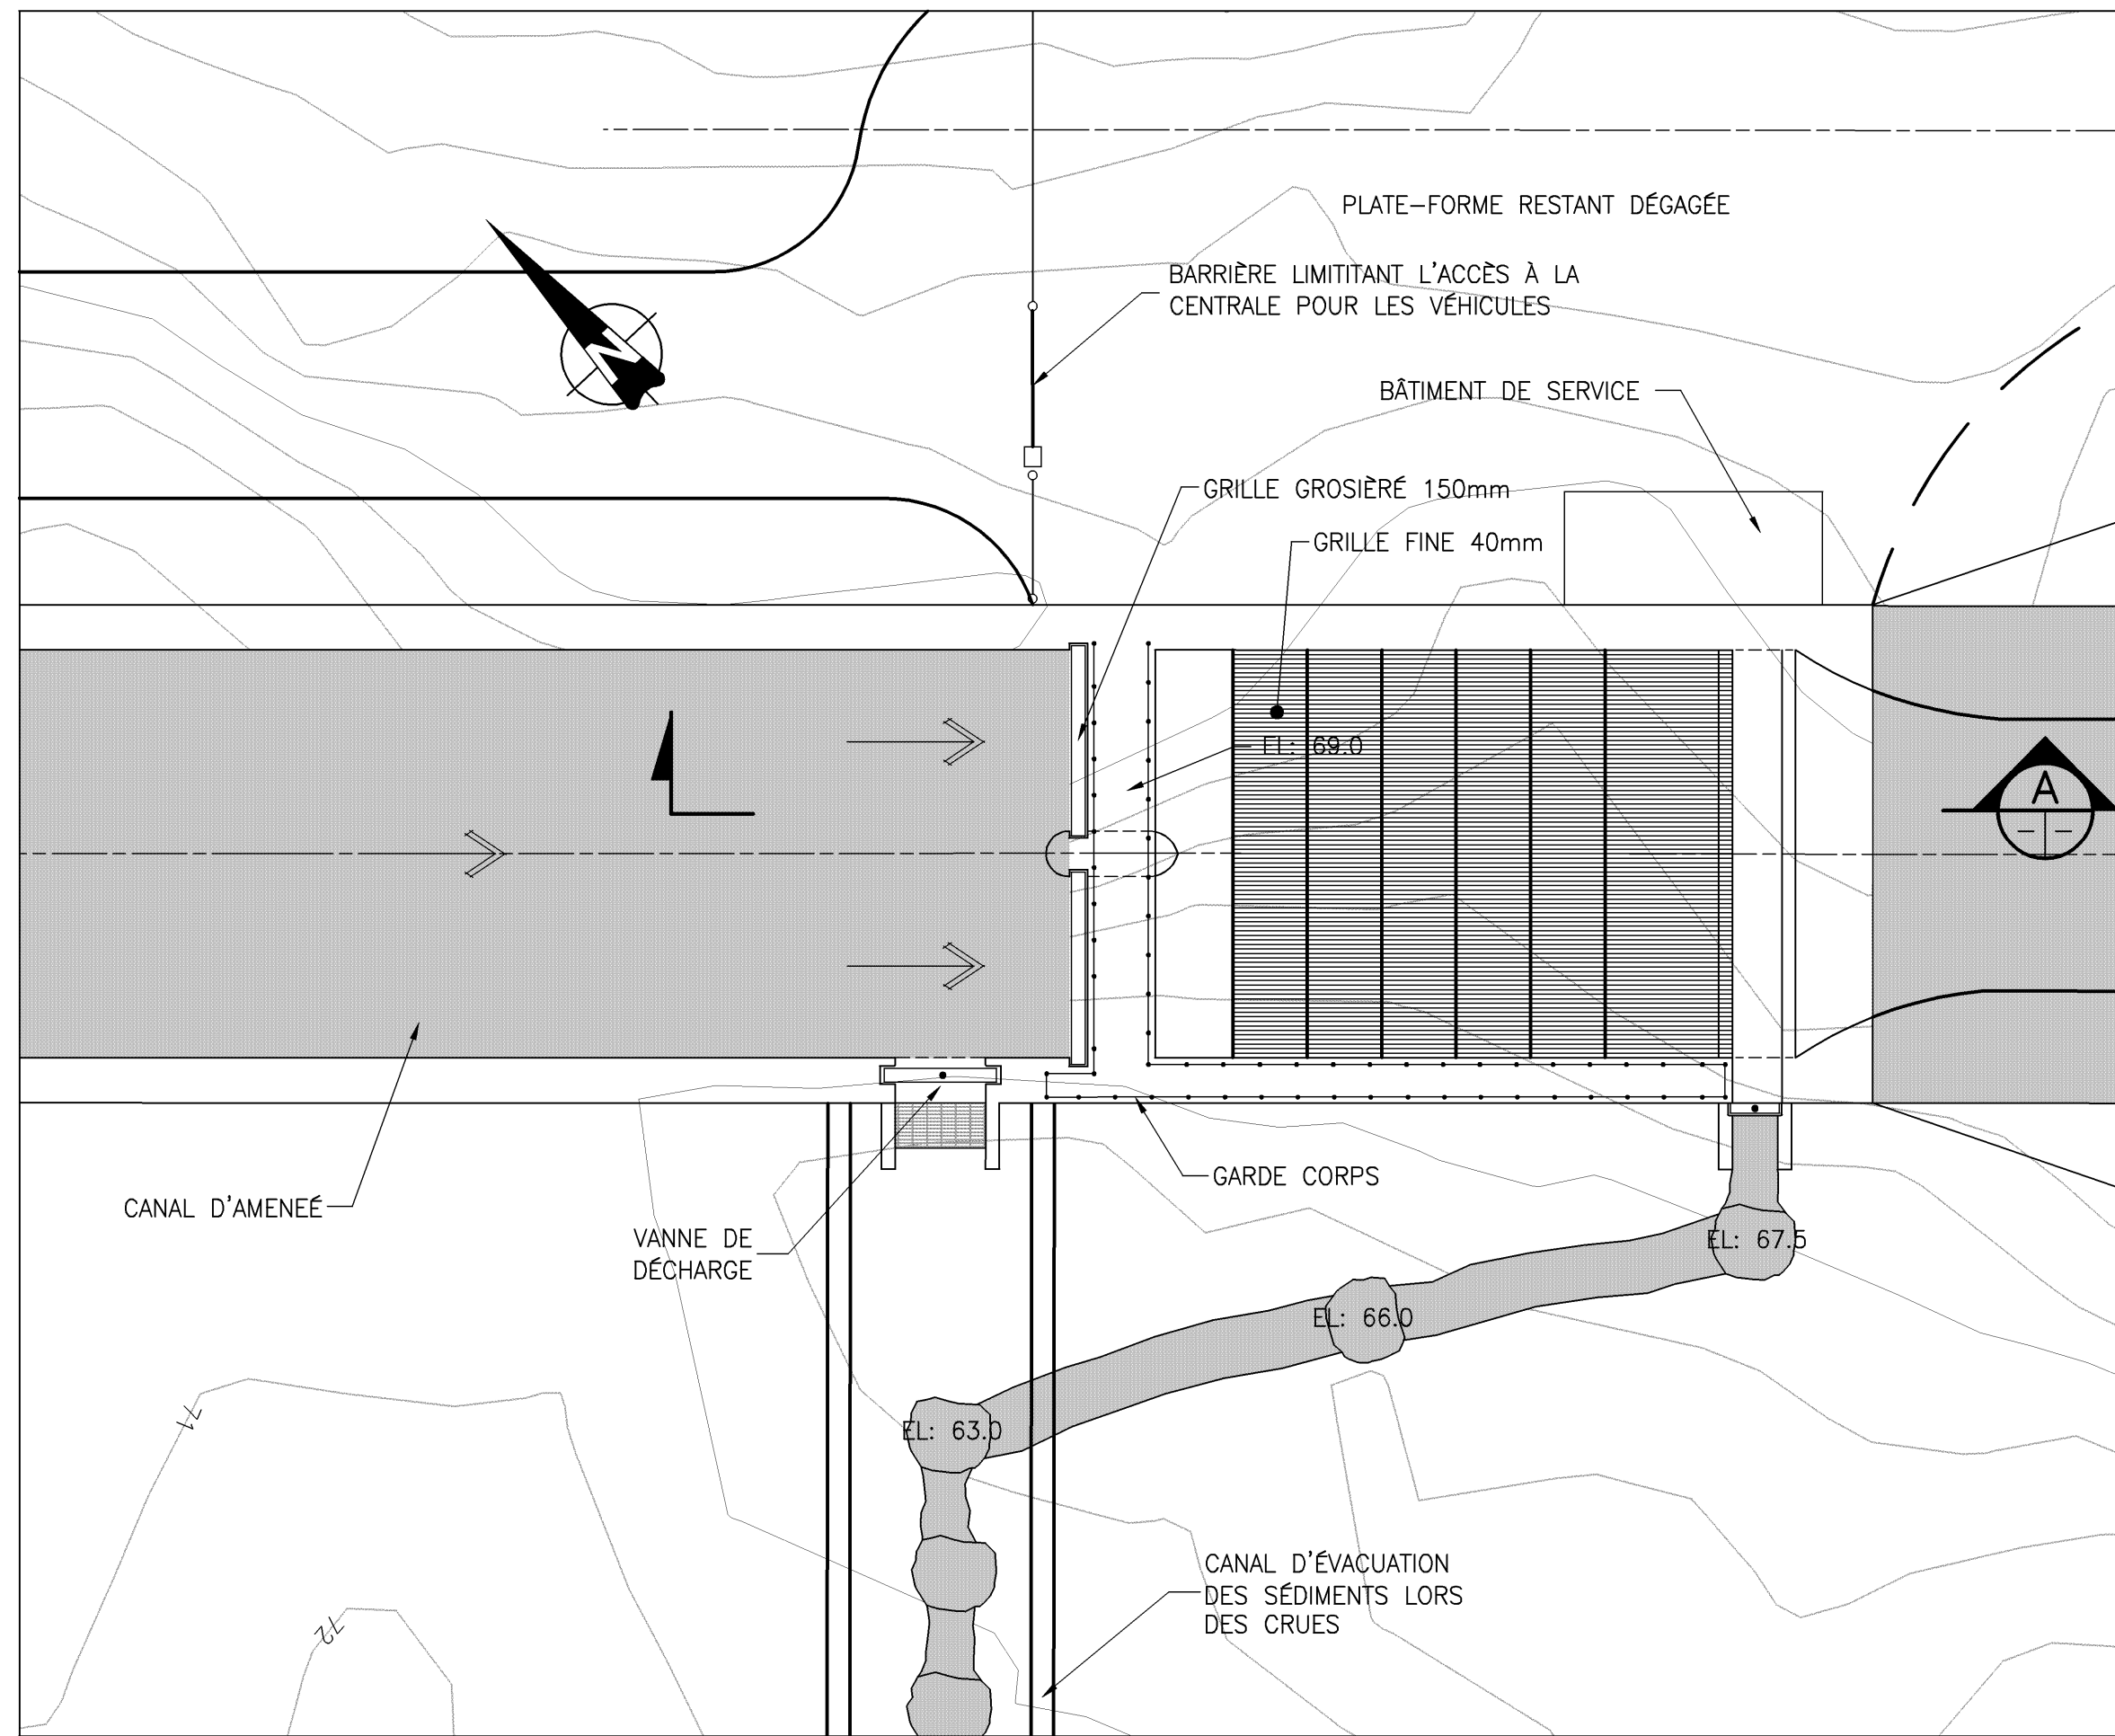 PLATE-FORME RESTANT DÉGAGÉE
BARRIÈRE LIMITITANT L'ACCÈS À LA
CENTRALE POUR LES VÉHICULES
BÂTIMENT DE SERVICE
GRILLE GROSIÈRÉ 150mm
GRILLE FINE 40mm
N
EL: 69.0
A
CANAL D'AMENEÉ
VANNE DE
DÉCHARGE
GARDE CORPS
EL: 67.5
EL: 66.0
EL: 63.0
71
72
CANAL D'ÉVACUATION
DES SÉDIMENTS LORS
DES CRUES